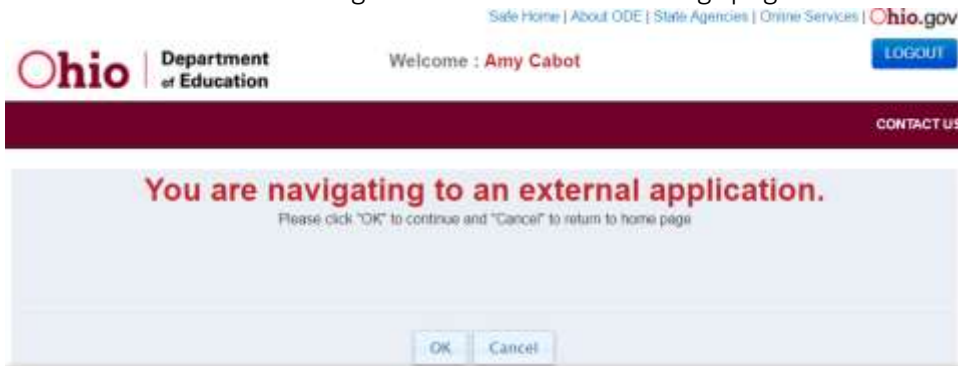 Safe Home | About ODE | State Agencies | Online Services | Ohio.gov
Ohio | Department of Education
Welcome : Amy Cabot
LOGOUT
CONTACT US
You are navigating to an external application.
Please click "OK" to continue and "Cancel" to return to home page
OK Cancel